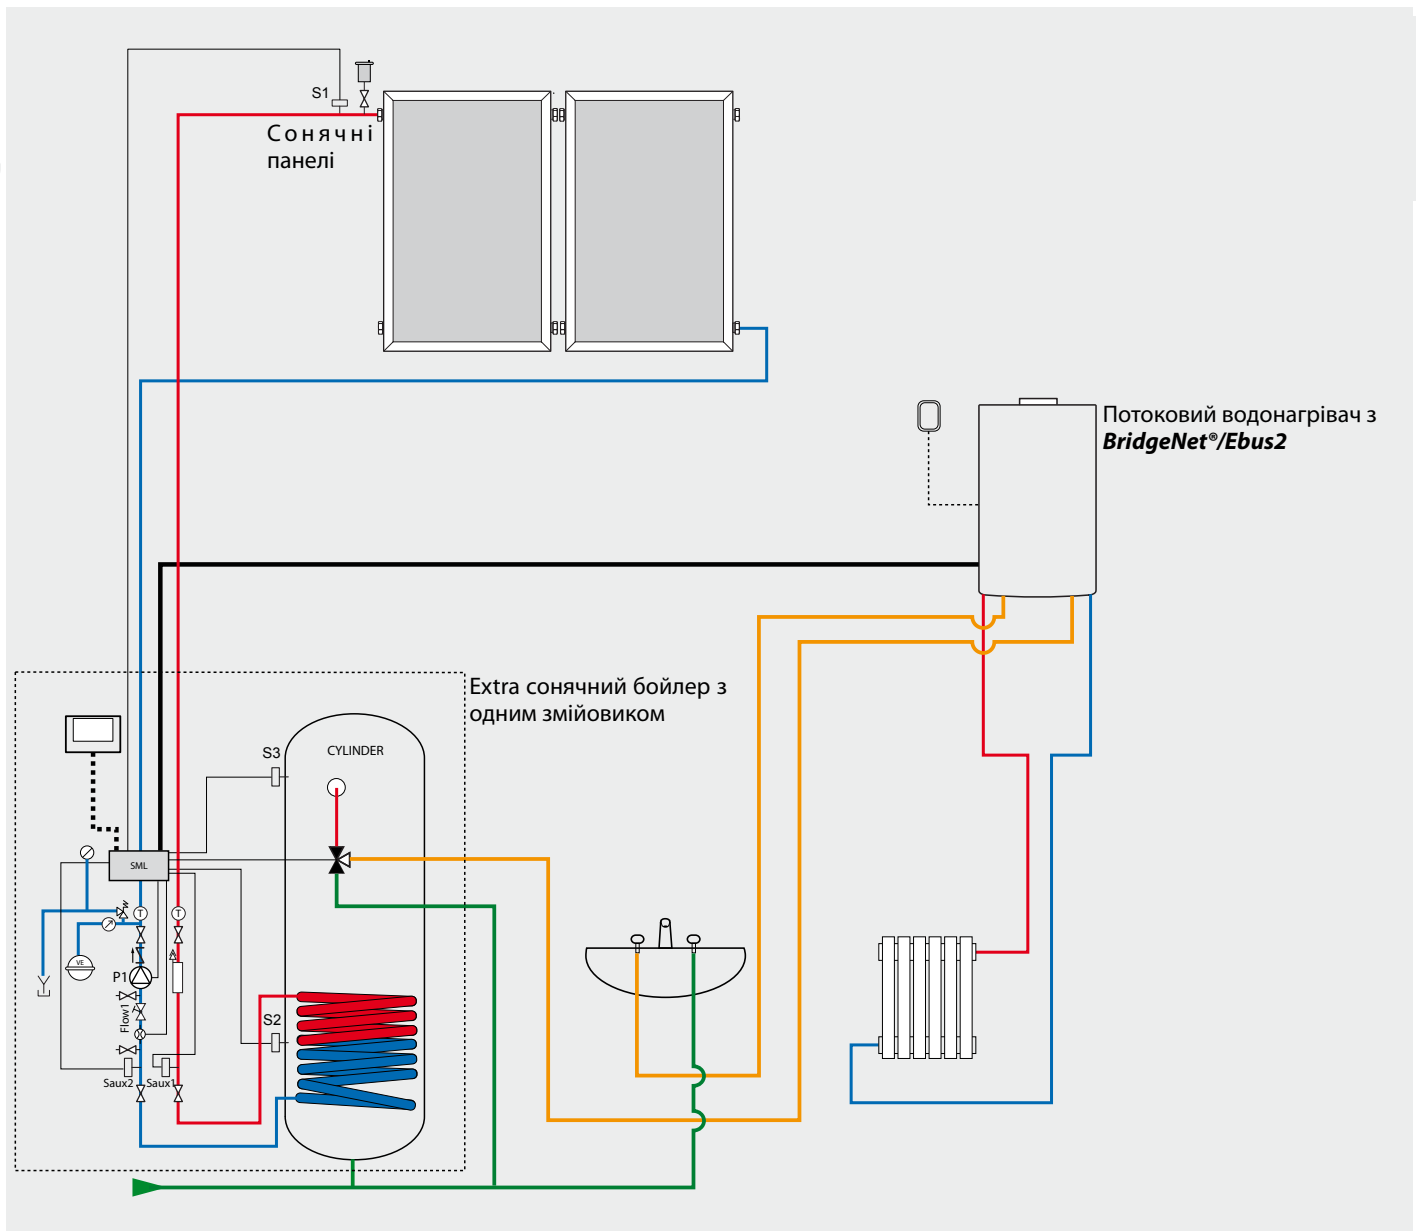 S1
Сонячні
панелі
Потоковий водонагрівач з
BridgeNet®/Ebus2
Extra сонячний бойлер з
одним змійовиком
S3
CYLINDER
SML
T
T
VE
P1
Flow1
S2
Saux2
Saux1